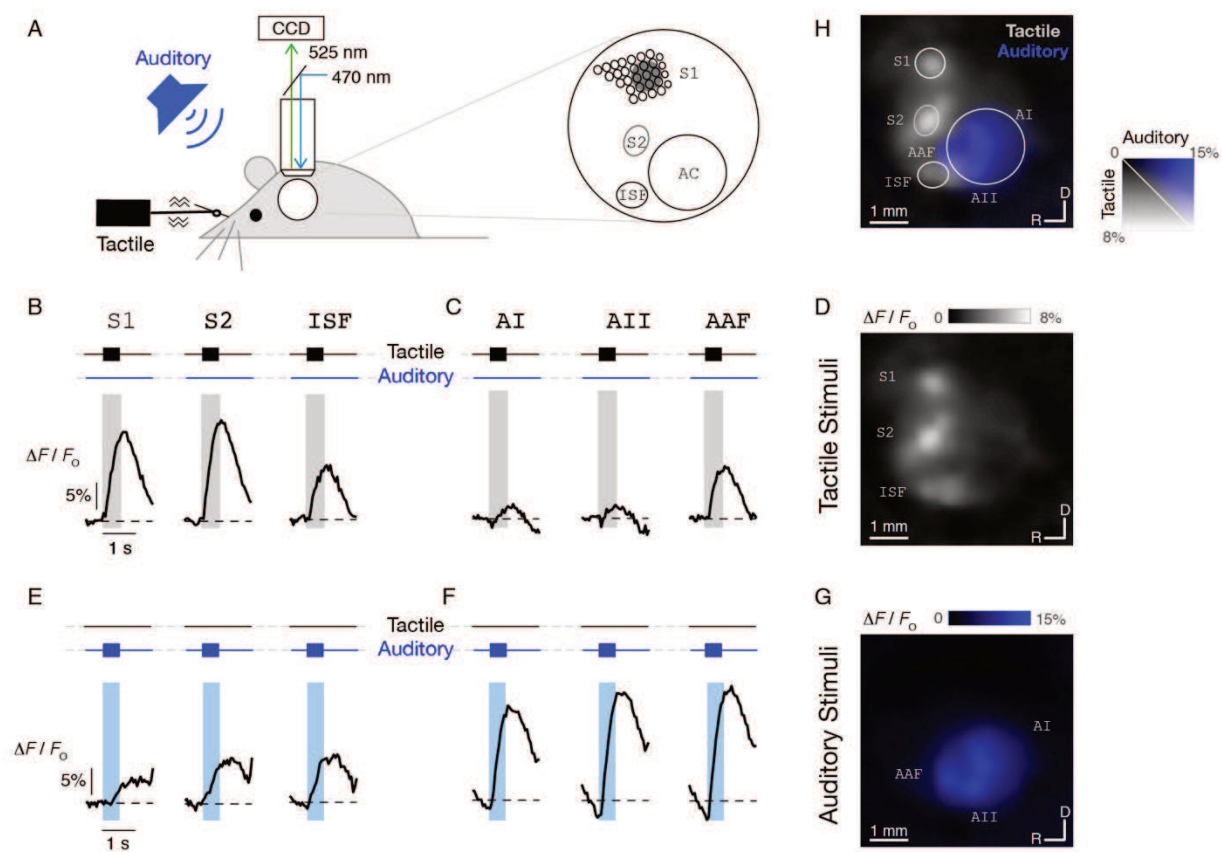 A
CCD
525 nm
470 nm
Auditory
Tactile
S1
S2
AC
ISF
H
Tactile
Auditory
S1
S2
AI
AAF
ISF
AII
1 mm
D
R
Auditory
0 15%
Tactile
8%
B
S1 S2 ISF
C
AI AII AAF
Tactile
Auditory
ΔF / Fo
5%
1 s
D
ΔF / Fo 0 8%
Tactile Stimuli
S1
S2
ISF
1 mm
D
R
E
F
Tactile
Auditory
ΔF / Fo
5%
1 s
G
ΔF / Fo 0 15%
Auditory Stimuli
AI
AAF
AII
1 mm
D
R